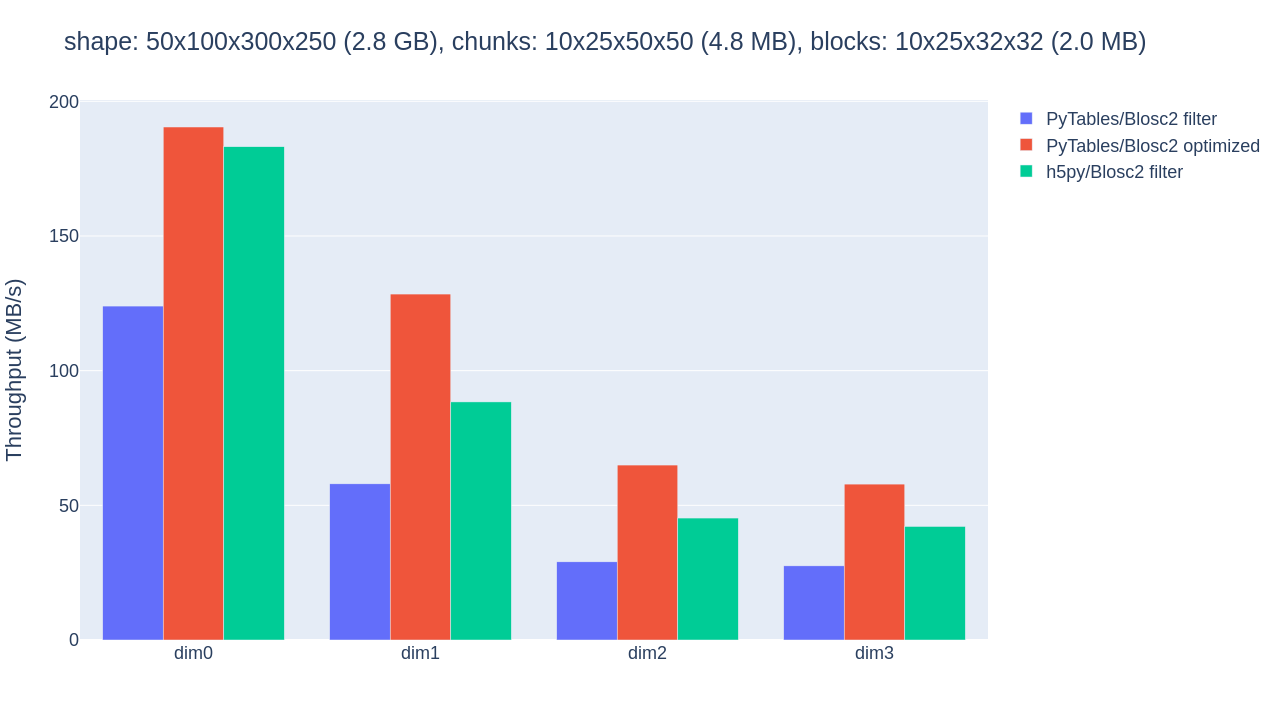 shape: 50x100x300x250 (2.8 GB), chunks: 10x25x50x50 (4.8 MB), blocks: 10x25x32x32 (2.0 MB)
Throughput (MB/s)
200
150
100
50
0
dim0
dim1
dim2
dim3
PyTables/Blosc2 filter
PyTables/Blosc2 optimized
h5py/Blosc2 filter